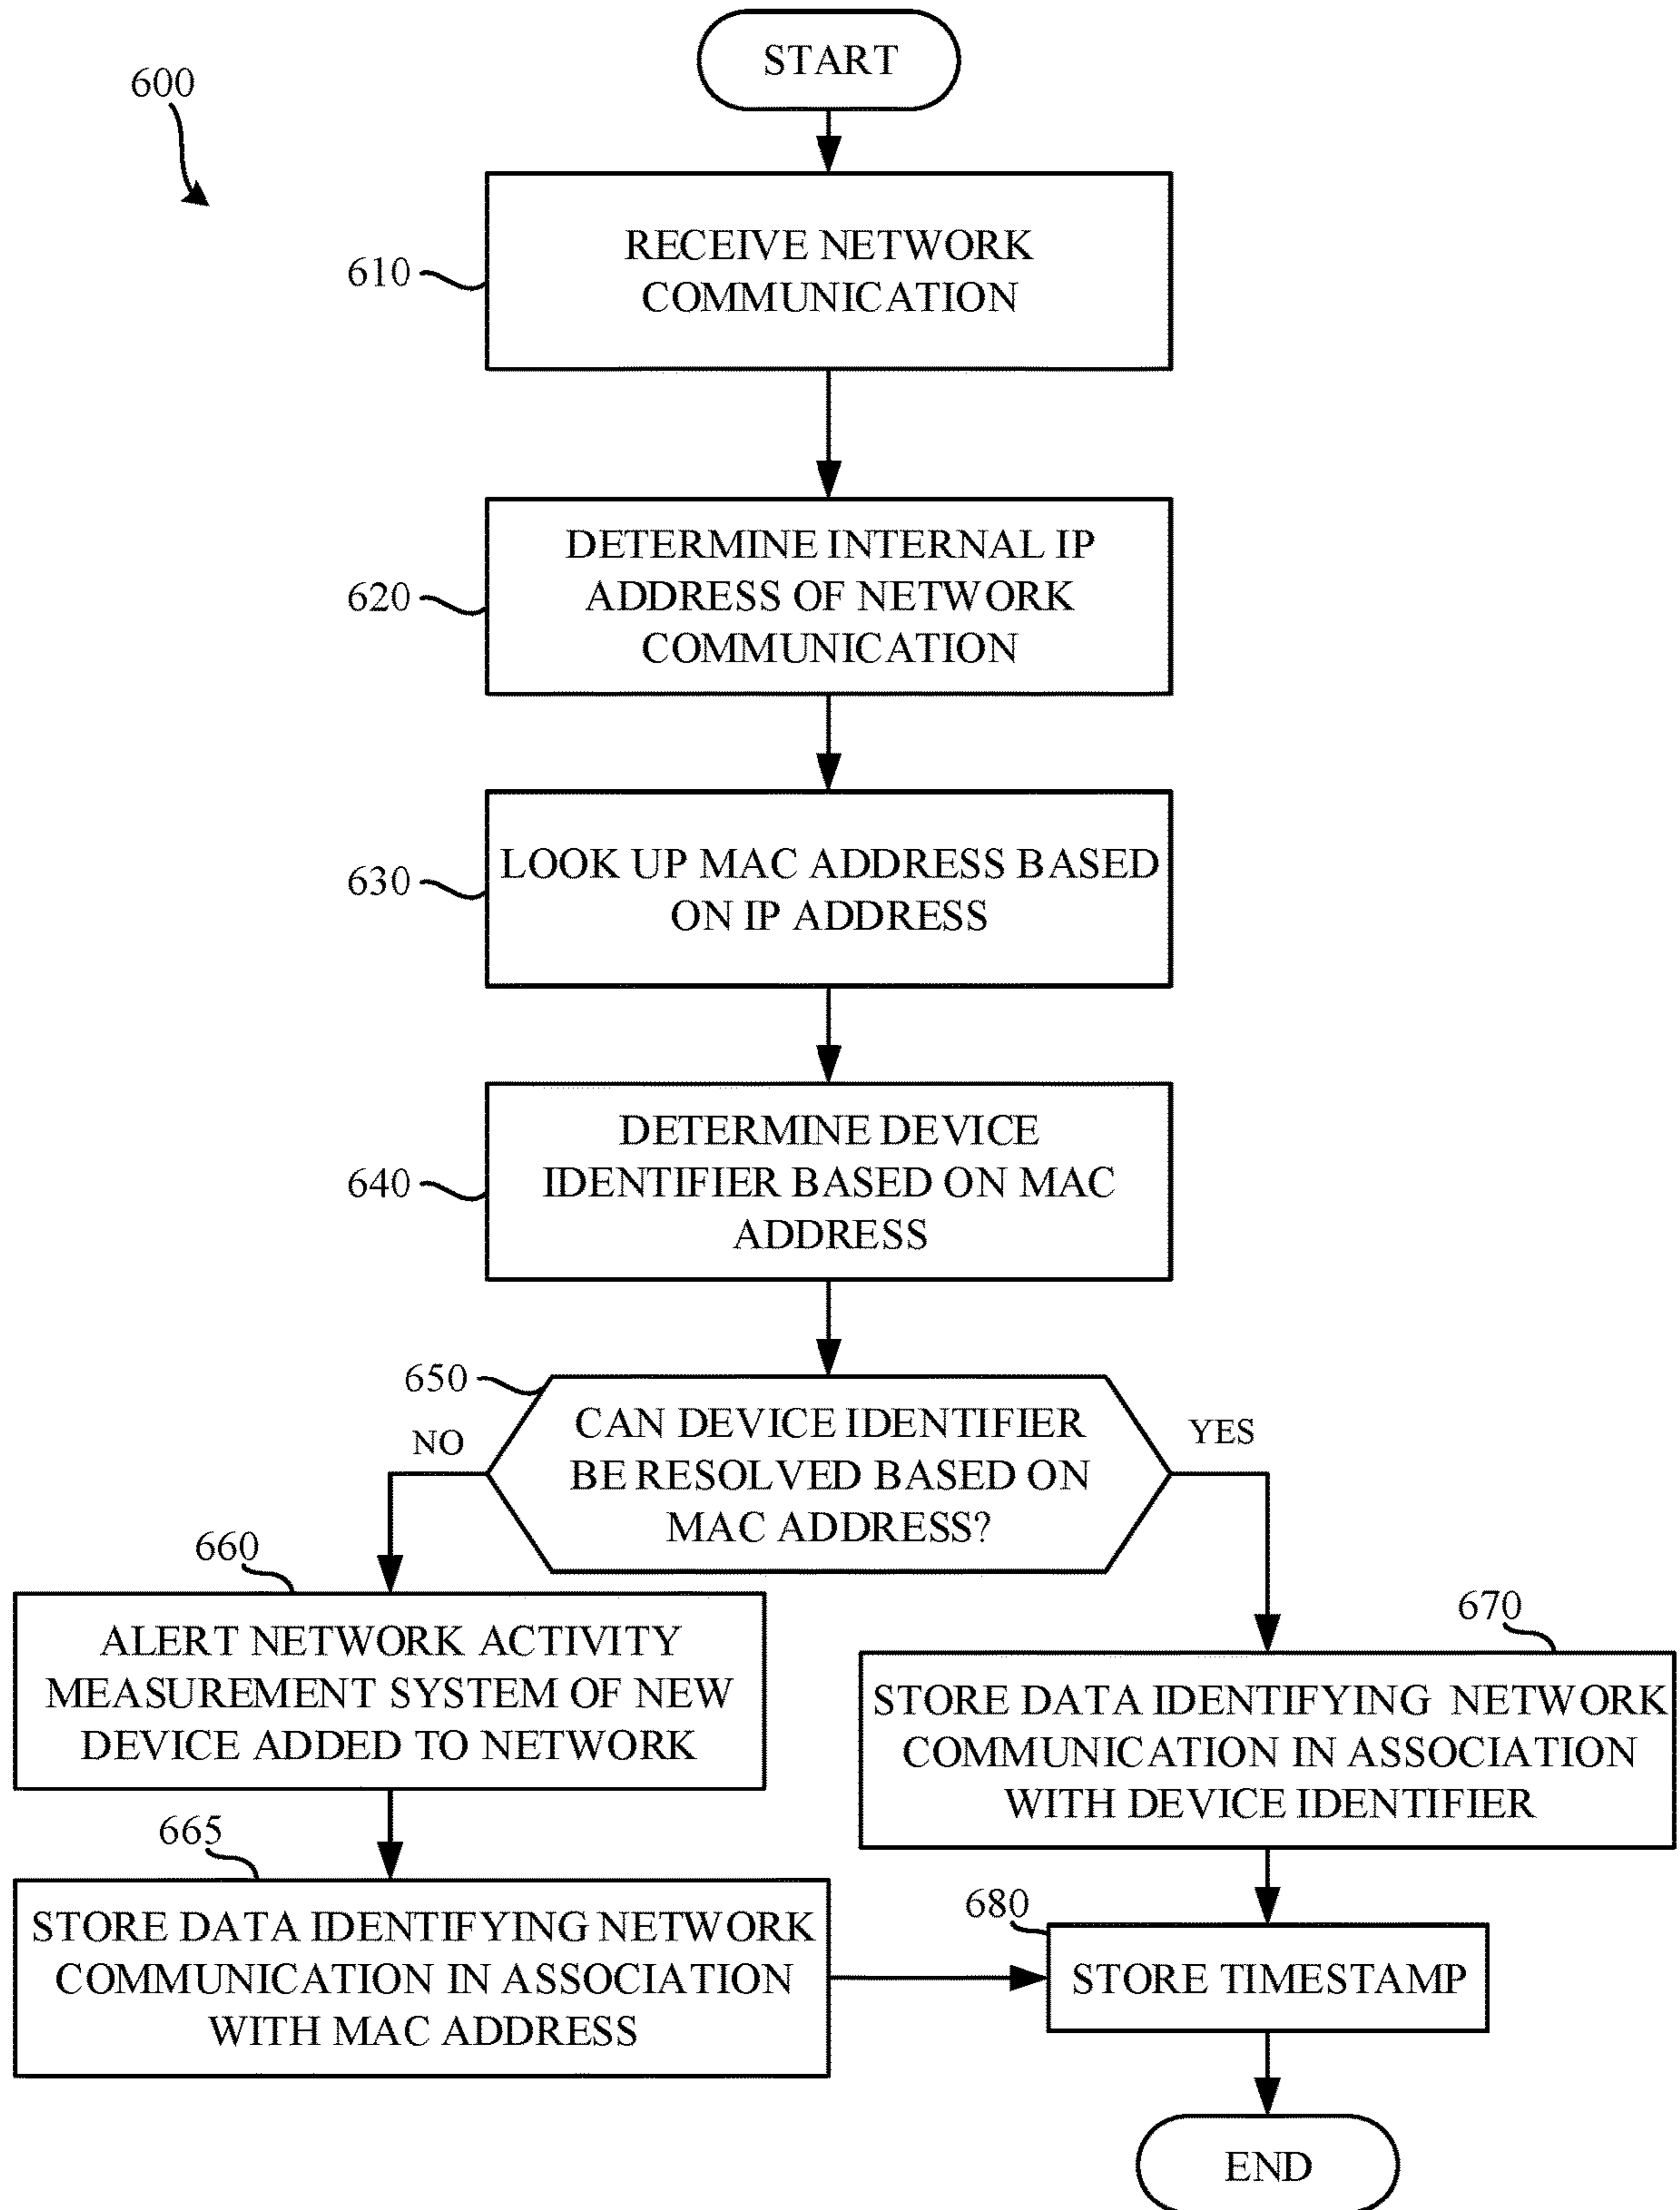 START
600
RECEIVE NETWORK
COMMUNICATION
610
DETERMINE INTERNAL IP
ADDRESS OF NETWORK
COMMUNICATION
620
LOOK UP MAC ADDRESS BASED
ON IP ADDRESS
630
DETERMINE DEVICE
IDENTIFIER BASED ON MAC
ADDRESS
640
650
CAN DEVICE IDENTIFIER
BE RESOLVED BASED ON
MAC ADDRESS?
NO
YES
660
ALERT NETWORK ACTIVITY
MEASUREMENT SYSTEM OF NEW
DEVICE ADDED TO NETWORK
670
STORE DATA IDENTIFYING NETWORK
COMMUNICATION IN ASSOCIATION
WITH DEVICE IDENTIFIER
665
STORE DATA IDENTIFYING NETWORK
COMMUNICATION IN ASSOCIATION
WITH MAC ADDRESS
680
STORE TIMESTAMP
END